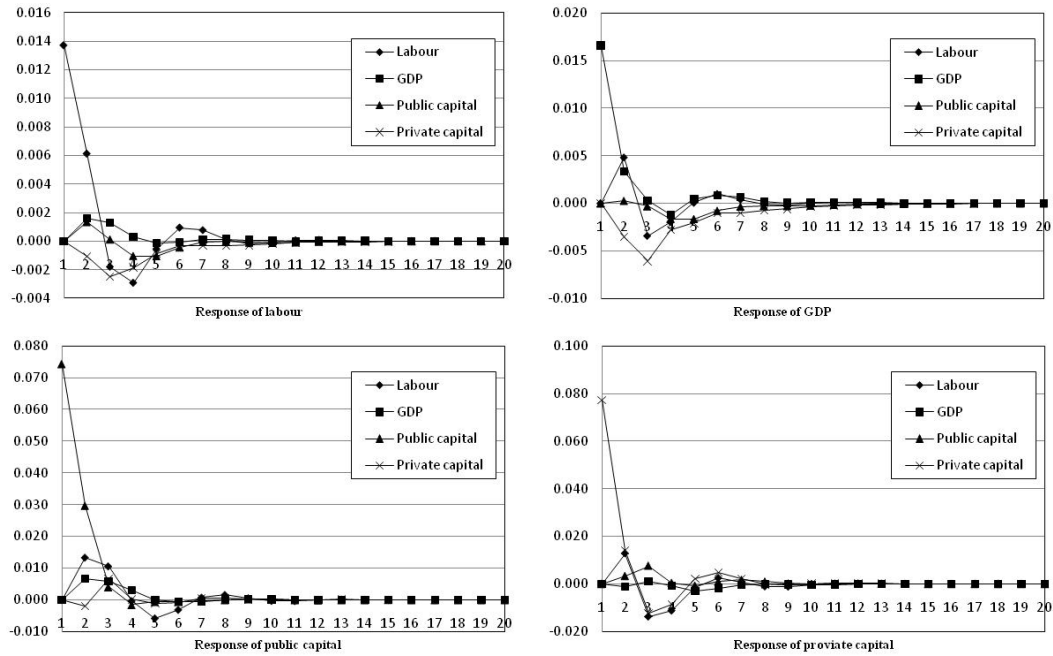 0.016
0.014
0.012
0.010
0.008
0.006
0.004
0.002
0.000
-0.002
-0.004
Labour
GDP
Public capital
Private capital
1 2 3 4 5 6 7 8 9 10 11 12 13 14 15 16 17 18 19 20
Response of labour
0.020
0.015
0.010
0.005
0.000
-0.005
-0.010
Labour
GDP
Public capital
Private capital
1 2 3 4 5 6 7 8 9 10 11 12 13 14 15 16 17 18 19 20
Response of GDP
0.080
0.070
0.060
0.050
0.040
0.030
0.020
0.010
0.000
-0.010
Labour
GDP
Public capital
Private capital
1 2 3 4 5 6 7 8 9 10 11 12 13 14 15 16 17 18 19 20
Response of public capital
0.100
0.080
0.060
0.040
0.020
0.000
-0.020
Labour
GDP
Public capital
Private capital
1 2 3 4 5 6 7 8 9 10 11 12 13 14 15 16 17 18 19 20
Response of proviate capital